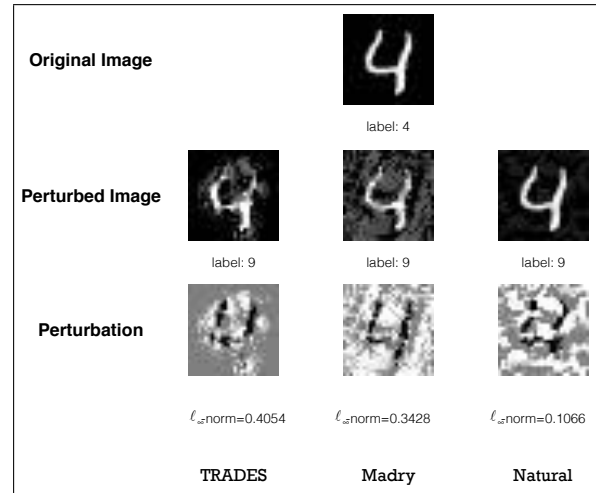 Original Image
label: 4
Perturbed Image
label: 9 label: 9 label: 9
Perturbation
ℓ∞-norm=0.4054 ℓ∞-norm=0.3428 ℓ∞-norm=0.1066
TRADES Madry Natural